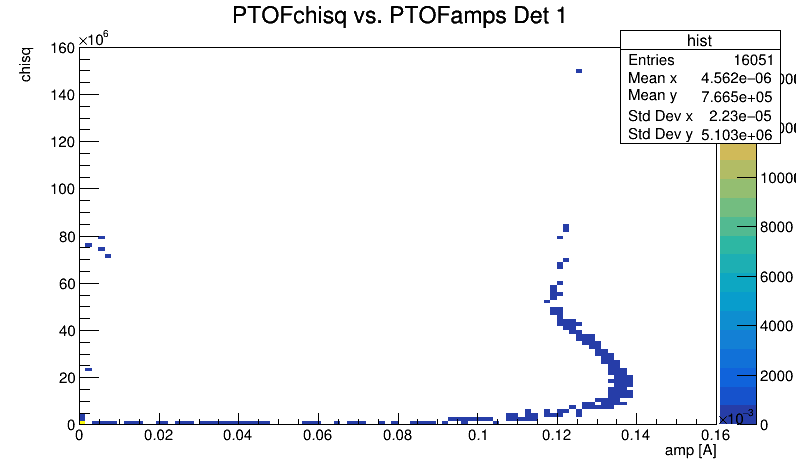 PTOFchisq vs. PTOFamps Det 1
×10⁶
chisq
hist
Entries 16051
Mean x 4.562e−06
Mean y 7.665e+05
Std Dev x 2.23e−05
Std Dev y 5.103e+06
160
140
120
100
80
60
40
20
0
10000
8000
6000
4000
2000
0
×10⁻³
0 0.02 0.04 0.06 0.08 0.1 0.12 0.14 0.16
amp [A]